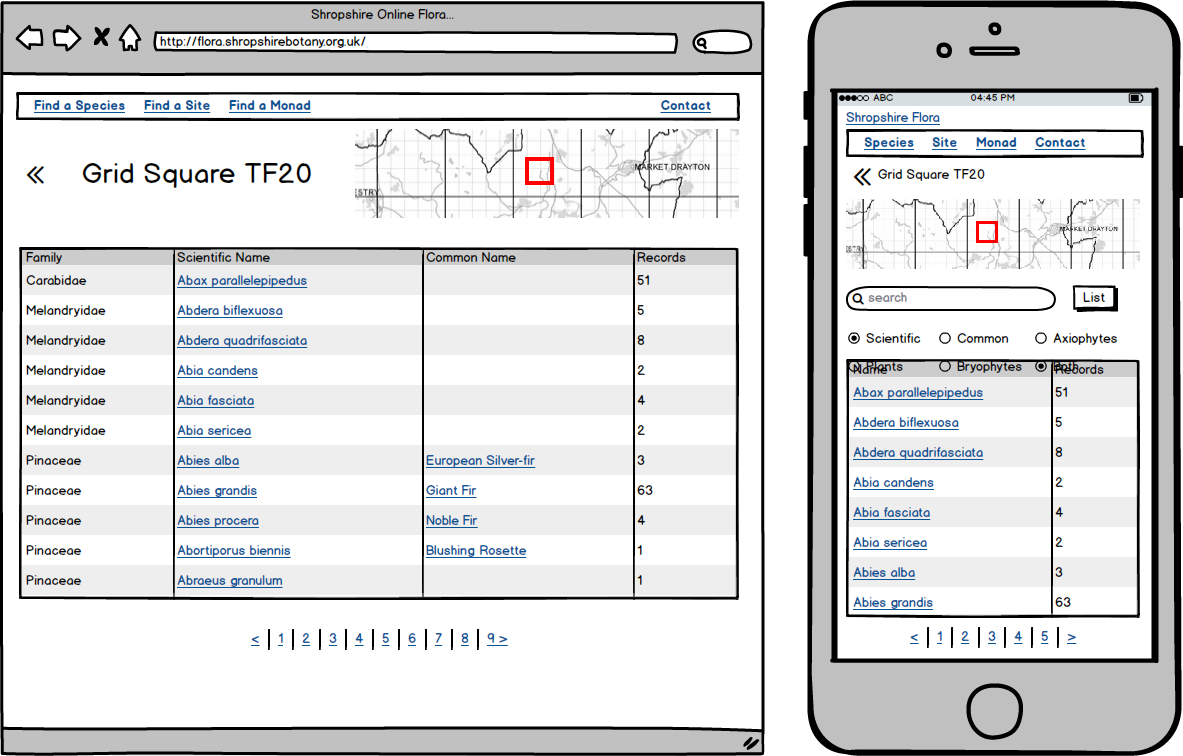 Shropshire Online Flora...
http://flora.shropshirebotany.org.uk/
Find a Species Find a Site Find a Monad Contact
« Grid Square TF20
MARKET DRAYTON
ESTRY
Family Scientific Name Common Name Records
Carabidae Abax parallelepipedus 51
Melandryidae Abdera biflexuosa 5
Melandryidae Abdera quadrifasciata 8
Melandryidae Abia candens 2
Melandryidae Abia fasciata 4
Melandryidae Abia sericea 2
Pinaceae Abies alba European Silver-fir 3
Pinaceae Abies grandis Giant Fir 63
Pinaceae Abies procera Noble Fir 4
Pinaceae Abortiporus biennis Blushing Rosette 1
Pinaceae Abraeus granulum 1
< 1 2 3 4 5 6 7 8 9 >
ABC 04:45 PM
Shropshire Flora
Species Site Monad Contact
« Grid Square TF20
MARKET DRAYTON
ESTRY
search List
Scientific Common Axiophytes
Plants Bryophytes Both
Name Records
Abax parallelepipedus 51
Abdera biflexuosa 5
Abdera quadrifasciata 8
Abia candens 2
Abia fasciata 4
Abia sericea 2
Abies alba 3
Abies grandis 63
< 1 2 3 4 5 >